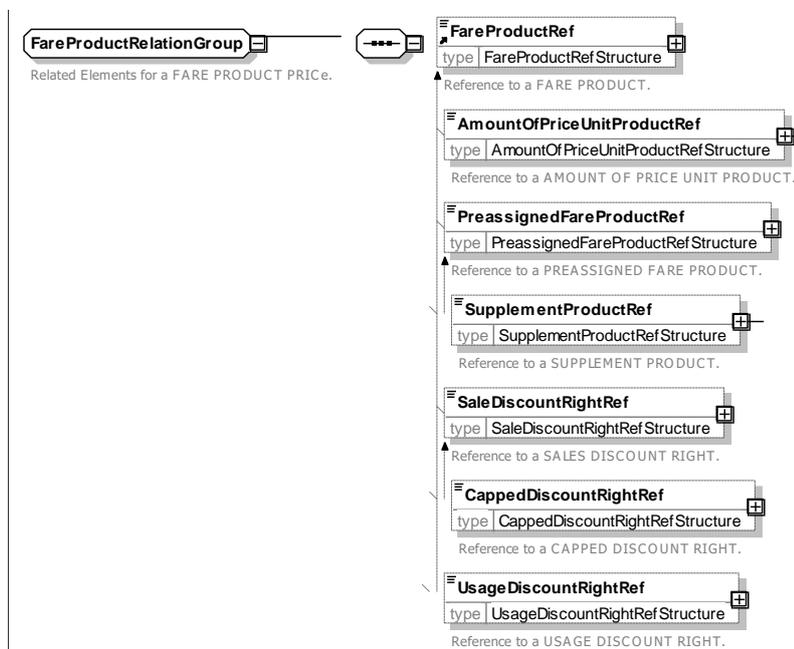 FareProductRelationGroup
Related Elements for a FARE PRODUCT PRICe.
FareProductRef
type FareProductRefStructure
Reference to a FARE PRODUCT.
AmountOfPriceUnitProductRef
type AmountOfPriceUnitProductRefStructure
Reference to a AMOUNT OF PRICE UNIT PRODUCT.
PreassignedFareProductRef
type PreassignedFareProductRefStructure
Reference to a PREASSIGNED FARE PRODUCT.
SupplementProductRef
type SupplementProductRefStructure
Reference to a SUPPLEMENT PRODUCT.
SaleDiscountRightRef
type SaleDiscountRightRefStructure
Reference to a SALES DISCOUNT RIGHT.
CappedDiscountRightRef
type CappedDiscountRightRefStructure
Reference to a CAPPED DISCOUNT RIGHT.
UsageDiscountRightRef
type UsageDiscountRightRefStructure
Reference to a USAGE DISCOUNT RIGHT.